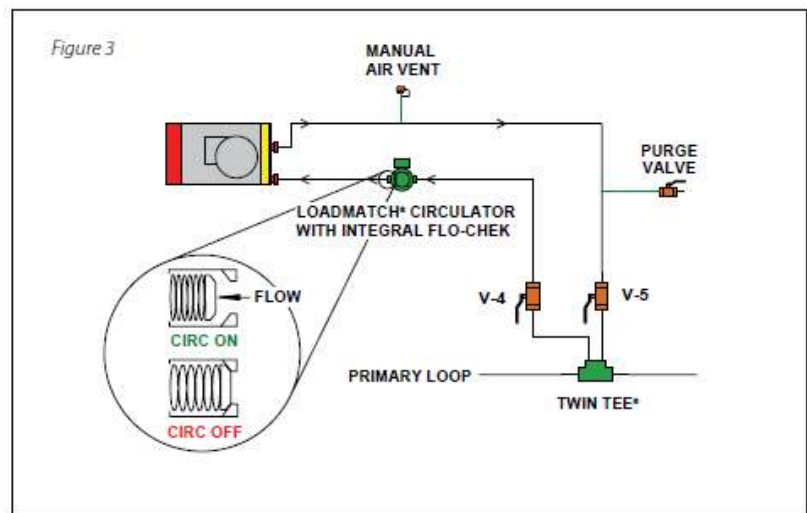 Figure 3
MANUAL
AIR VENT
PURGE
VALVE
LOADMATCH® CIRCULATOR
WITH INTEGRAL FLO-CHEK
FLOW
CIRC ON
CIRC OFF
V-4
V-5
PRIMARY LOOP
TWIN TEE®